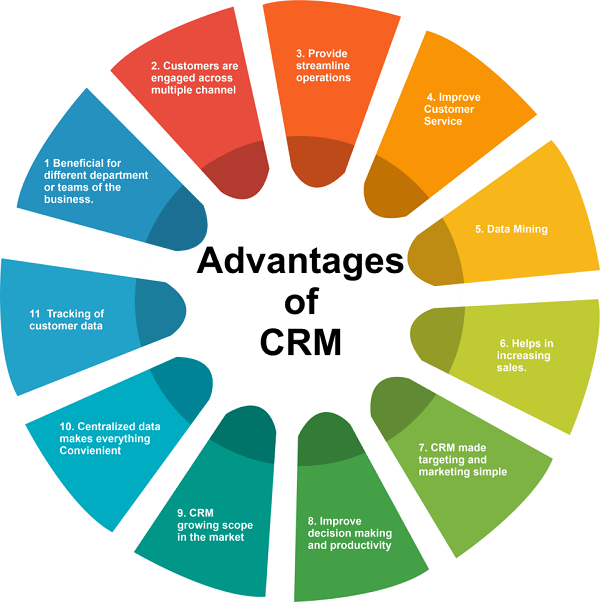 Advantages
of
CRM
1 Beneficial for
different department
or teams of the
business.
2. Customers are
engaged across
multiple channel
3. Provide
streamline
operations
4. Improve
Customer
Service
5. Data Mining
6. Helps in
increasing
sales.
7. CRM made
targeting and
marketing simple
8. Improve
decision making
and productivity
9. CRM
growing scope
in the market
10. Centralized data
makes everything
Convienient
11 Tracking of
customer data